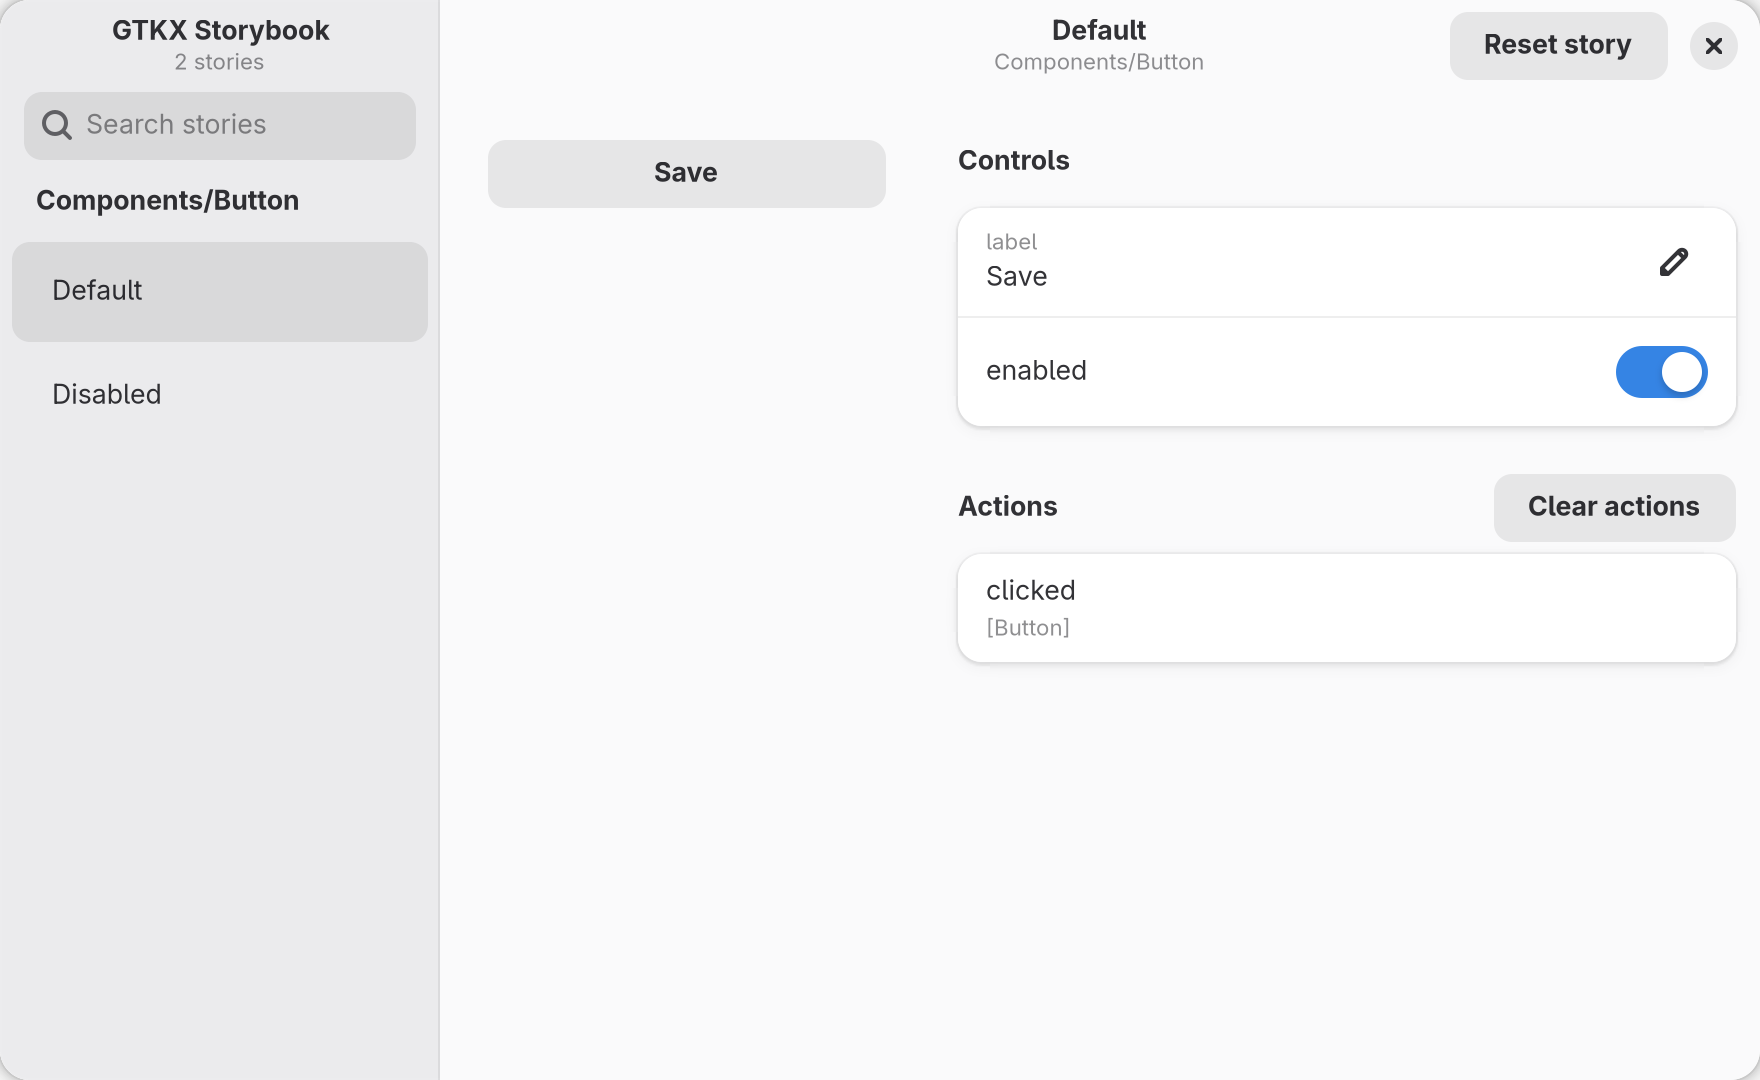 GTKX Storybook
2 stories
Search stories
Components/Button
Default
Disabled
Default
Components/Button
Reset story
Save
Controls
label
Save
enabled
Actions
Clear actions
clicked
[Button]